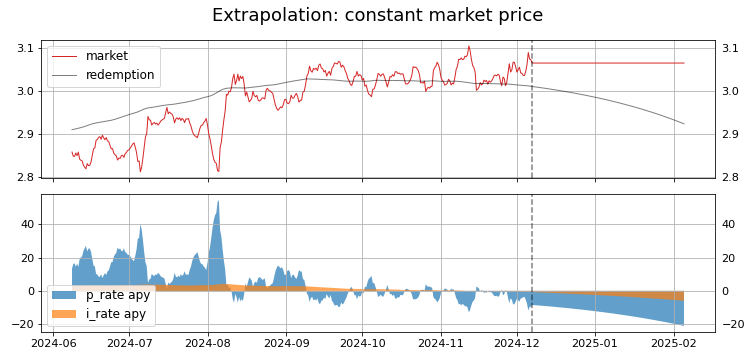 Extrapolation: constant market price
3.1 3.1
market
redemption
3.0 3.0
2.9 2.9
2.8 2.8
40 40
20 20
0 0
p_rate apy
i_rate apy
−20 −20
2024-06 2024-07 2024-08 2024-09 2024-10 2024-11 2024-12 2025-01 2025-02